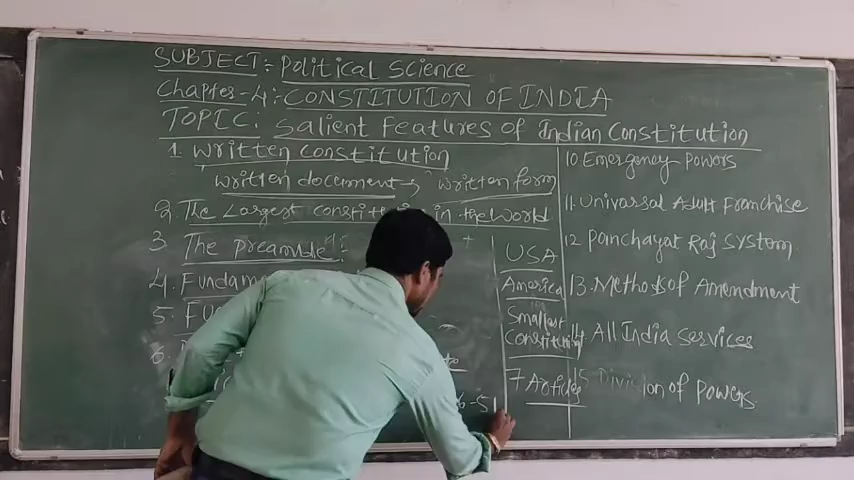 SUBJECT:- Political Science
Chapter-4:- CONSTITUTION OF INDIA
TOPIC: Salient Features of Indian Constitution
1. Written Constitution
Written document → written form
2. The Largest constit in the World
3 The preamble:
4. Fundam
5. Fu
6.
6-51
USA
America
Smallest
Constitution
7 Articles
10. Emergency Powers
11. Universal Adult Franchise
12 Panchayat Raj System
13. Methods of Amendment
14 All India Services
15 Division of Powers